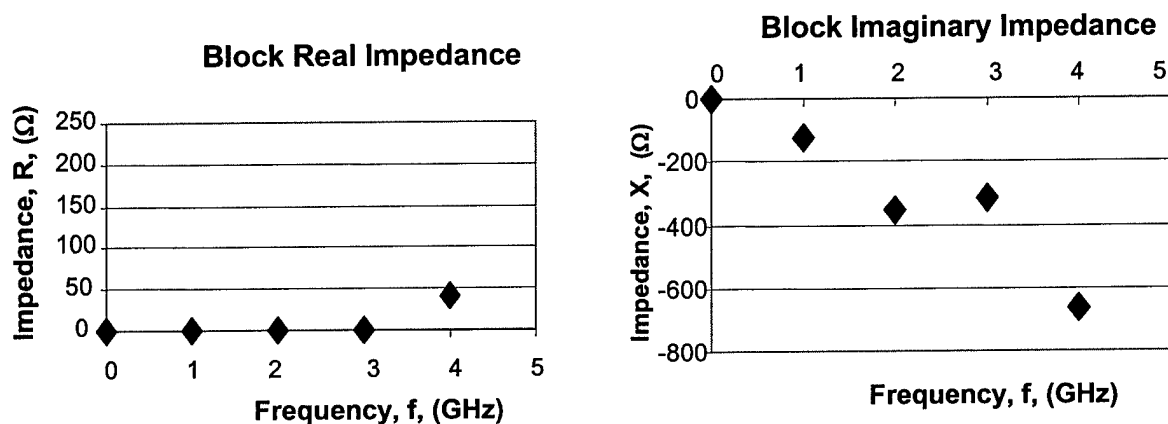 Block Real Impedance
Impedance, R, (Ω)
250
200
150
100
50
0
0 1 2 3 4 5
Frequency, f, (GHz)
Block Imaginary Impedance
0 1 2 3 4 5
Impedance, X, (Ω)
0
-200
-400
-600
-800
Frequency, f, (GHz)